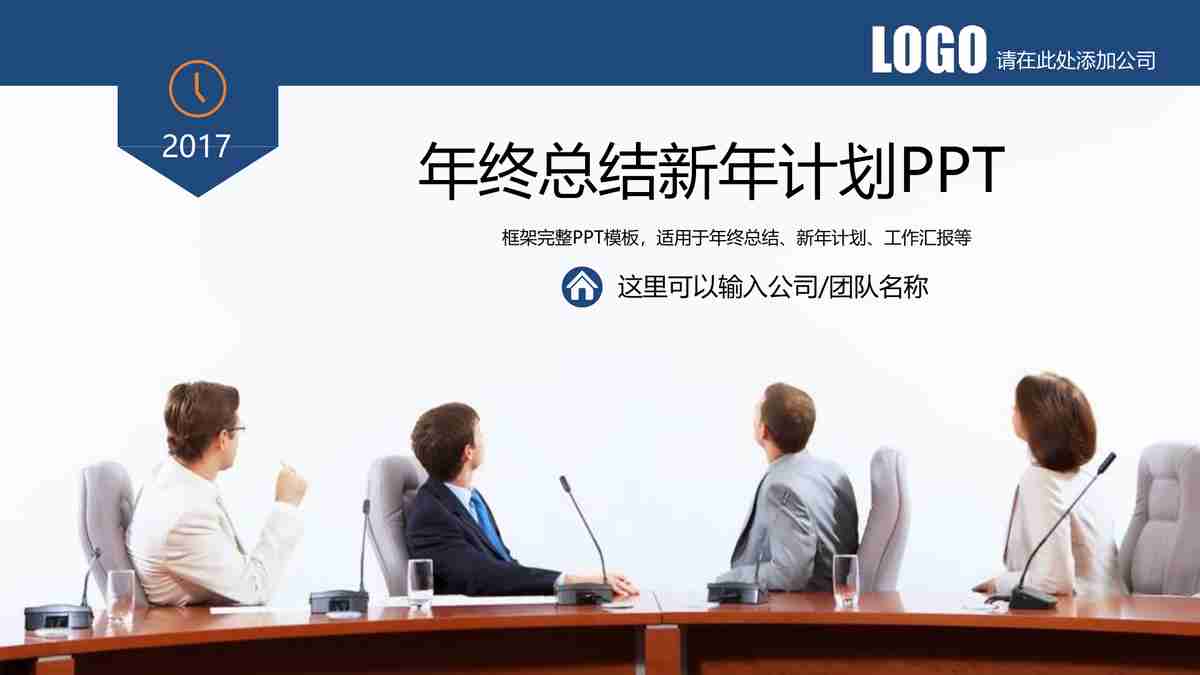 LOGO 请在此处添加公司
2017
年终总结新年计划PPT
框架完整PPT模板，适用于年终总结、新年计划、工作汇报等
这里可以输入公司/团队名称